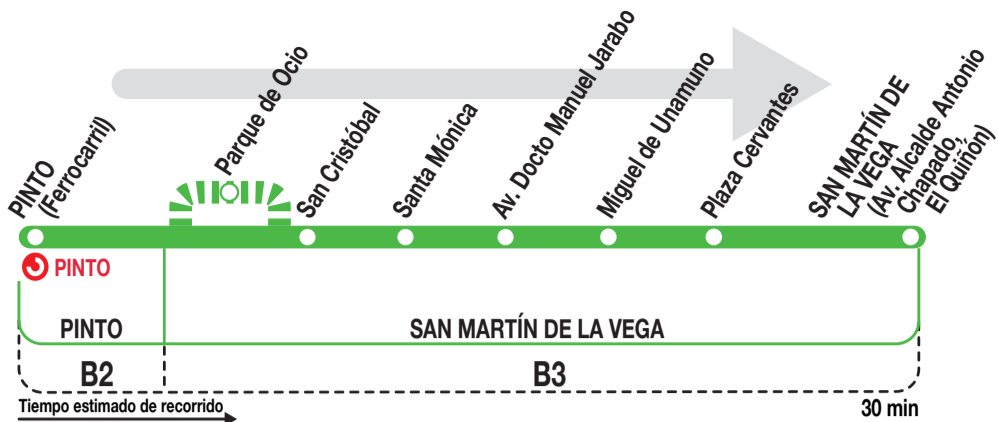 PINTO
(Ferrocarril)
Parque de Ocio
San Cristóbal
Santa Mónica
Av. Docto Manuel Jarabo
Miguel de Unamuno
Plaza Cervantes
SAN MARTÍN DE
LA VEGA
(Av. Alcalde Antonio
Chapado,
El Quiñón)
PINTO
PINTO
SAN MARTÍN DE LA VEGA
B2
B3
Tiempo estimado de recorrido
30 min